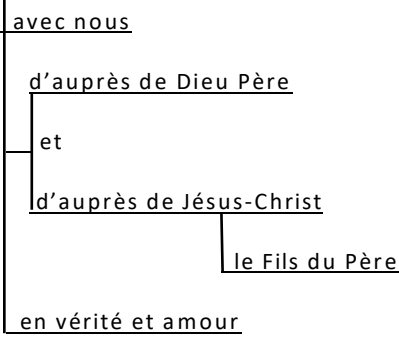 avec nous
d’auprès de Dieu Père
et
d’auprès de Jésus-Christ
le Fils du Père
en vérité et amour